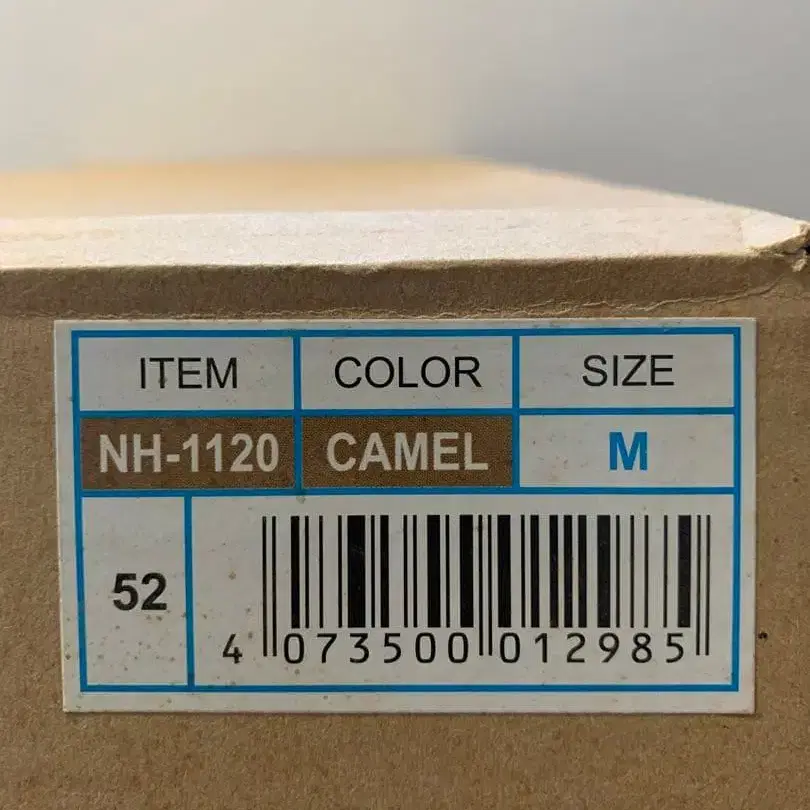 ITEM COLOR SIZE
NH-1120 CAMEL M
52
4 073500 012985